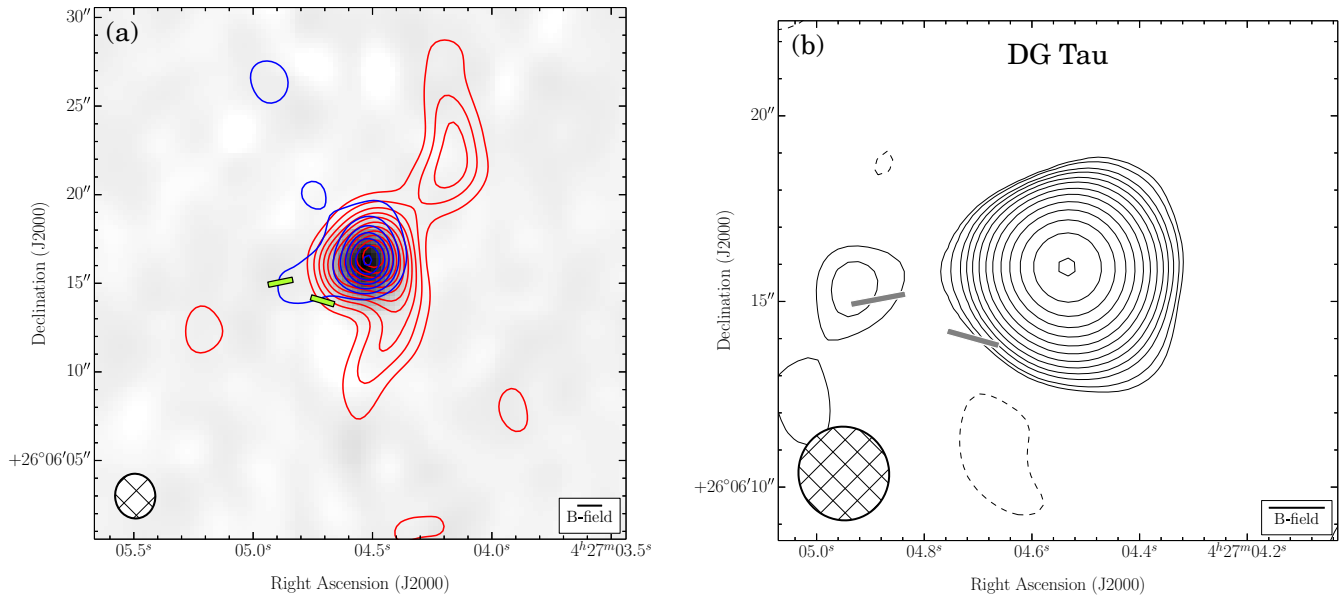 (a)
30″
25″
20″
15″
10″
+26°06′05″
Declination (J2000)
05.5ˢ 05.0ˢ 04.5ˢ 04.0ˢ 4ʰ27ᵐ03.5ˢ
Right Ascension (J2000)
B-field
(b)
DG Tau
20″
15″
+26°06′10″
Declination (J2000)
05.0ˢ 04.8ˢ 04.6ˢ 04.4ˢ 4ʰ27ᵐ04.2ˢ
Right Ascension (J2000)
B-field